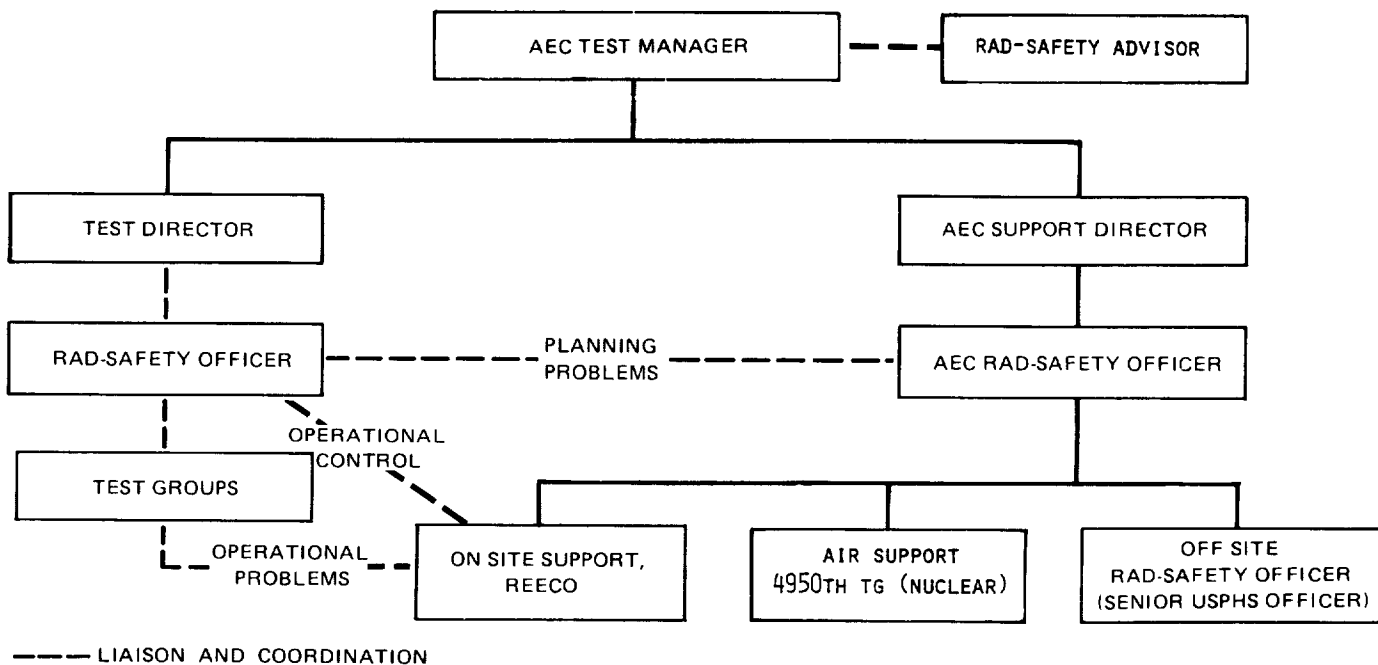 AEC TEST MANAGER
RAD-SAFETY ADVISOR
TEST DIRECTOR
AEC SUPPORT DIRECTOR
RAD-SAFETY OFFICER
PLANNING
PROBLEMS
AEC RAD-SAFETY OFFICER
OPERATIONAL
CONTROL
TEST GROUPS
OPERATIONAL
PROBLEMS
ON SITE SUPPORT,
REECO
AIR SUPPORT
4950TH TG (NUCLEAR)
OFF SITE
RAD-SAFETY OFFICER
(SENIOR USPHS OFFICER)
LIAISON AND COORDINATION